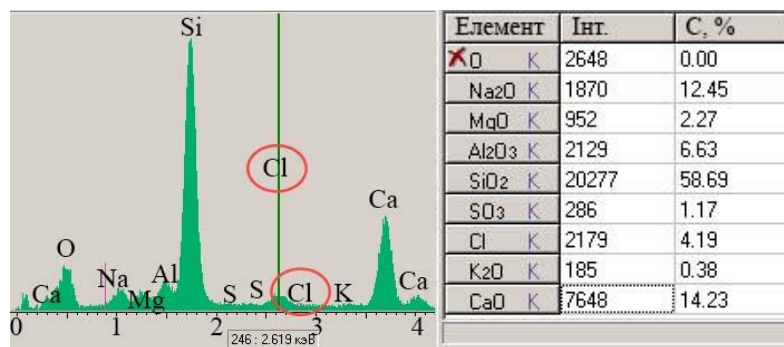 Si
Cl
Ca
O
Na
Al
Ca
Mg
S
S
Cl
K
Ca
0 1 2 3 4
246 : 2.619 кэВ
Елемент Інт. C, %
O K 2648 0.00
Na2O K 1870 12.45
MgO K 952 2.27
Al2O3 K 2129 6.63
SiO2 K 20277 58.69
SO3 K 286 1.17
Cl K 2179 4.19
K2O K 185 0.38
CaO K 7648 14.23